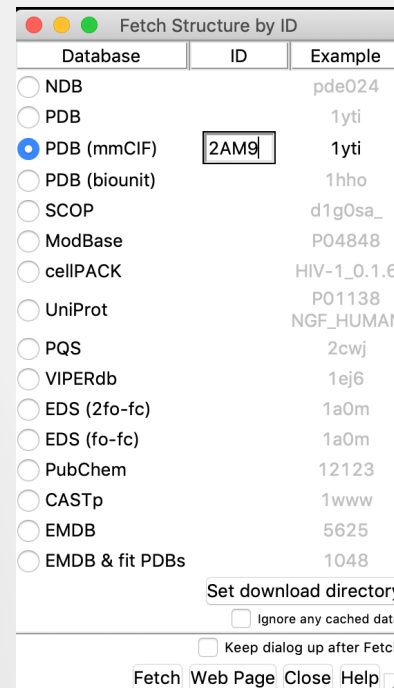 Fetch Structure by ID
Database ID Example
NDB pde024
PDB 1yti
PDB (mmCIF) 2AM9 1yti
PDB (biounit) 1hho
SCOP d1g0sa_
ModBase P04848
cellPACK HIV-1_0.1.6
UniProt P01138
NGF_HUMAN
PQS 2cwj
VIPERdb 1ej6
EDS (2fo-fc) 1a0m
EDS (fo-fc) 1a0m
PubChem 12123
CASTp 1www
EMDB 5625
EMDB & fit PDBs 1048
Set download directory
Ignore any cached dat
Keep dialog up after Fetc
Fetch Web Page Close Help